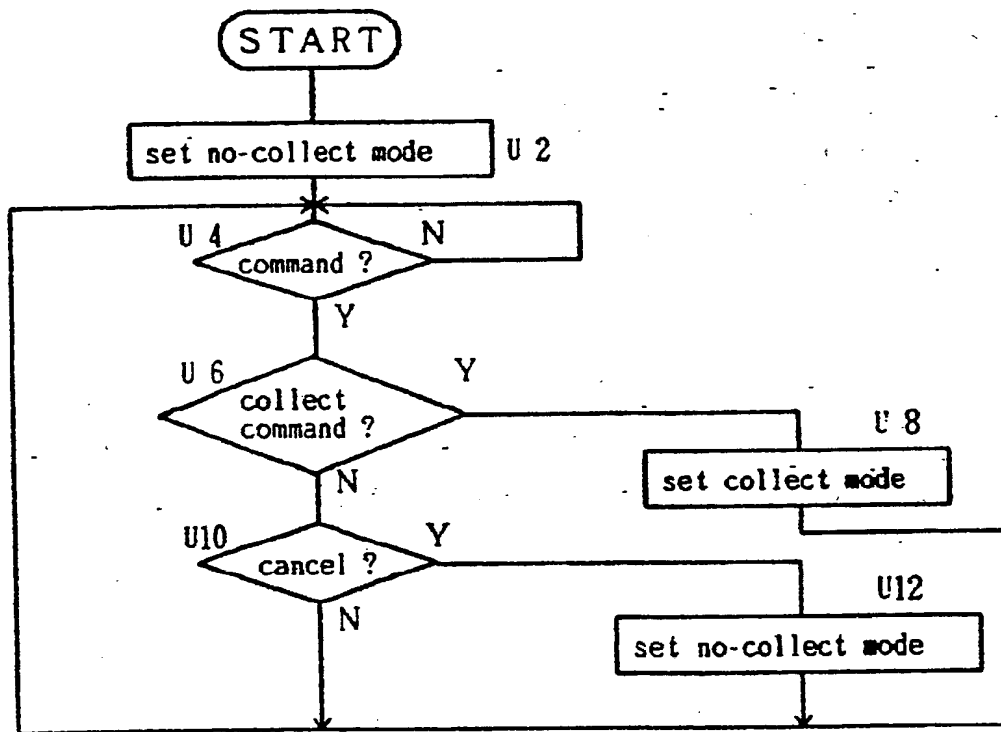 START
set no-collect mode
U 2
U 4
N
command ?
Y
U 6
Y
collect
command ?
U 8
N
set collect mode
U10
Y
cancel ?
U12
N
set no-collect mode